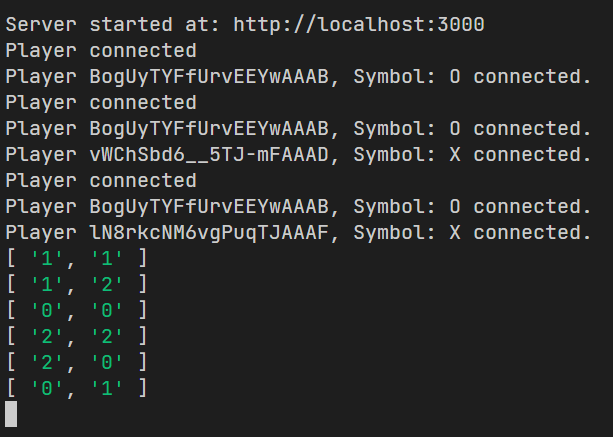 Server started at: http://localhost:3000
Player connected
Player BogUyTYFfUrvEEYwAAAB, Symbol: O connected.
Player connected
Player BogUyTYFfUrvEEYwAAAB, Symbol: O connected.
Player vWChSbd6__5TJ-mFAAAD, Symbol: X connected.
Player connected
Player BogUyTYFfUrvEEYwAAAB, Symbol: O connected.
Player lN8rkcNM6vgPuqTJAAAF, Symbol: X connected.
[ '1', '1' ]
[ '1', '2' ]
[ '0', '0' ]
[ '2', '2' ]
[ '2', '0' ]
[ '0', '1' ]